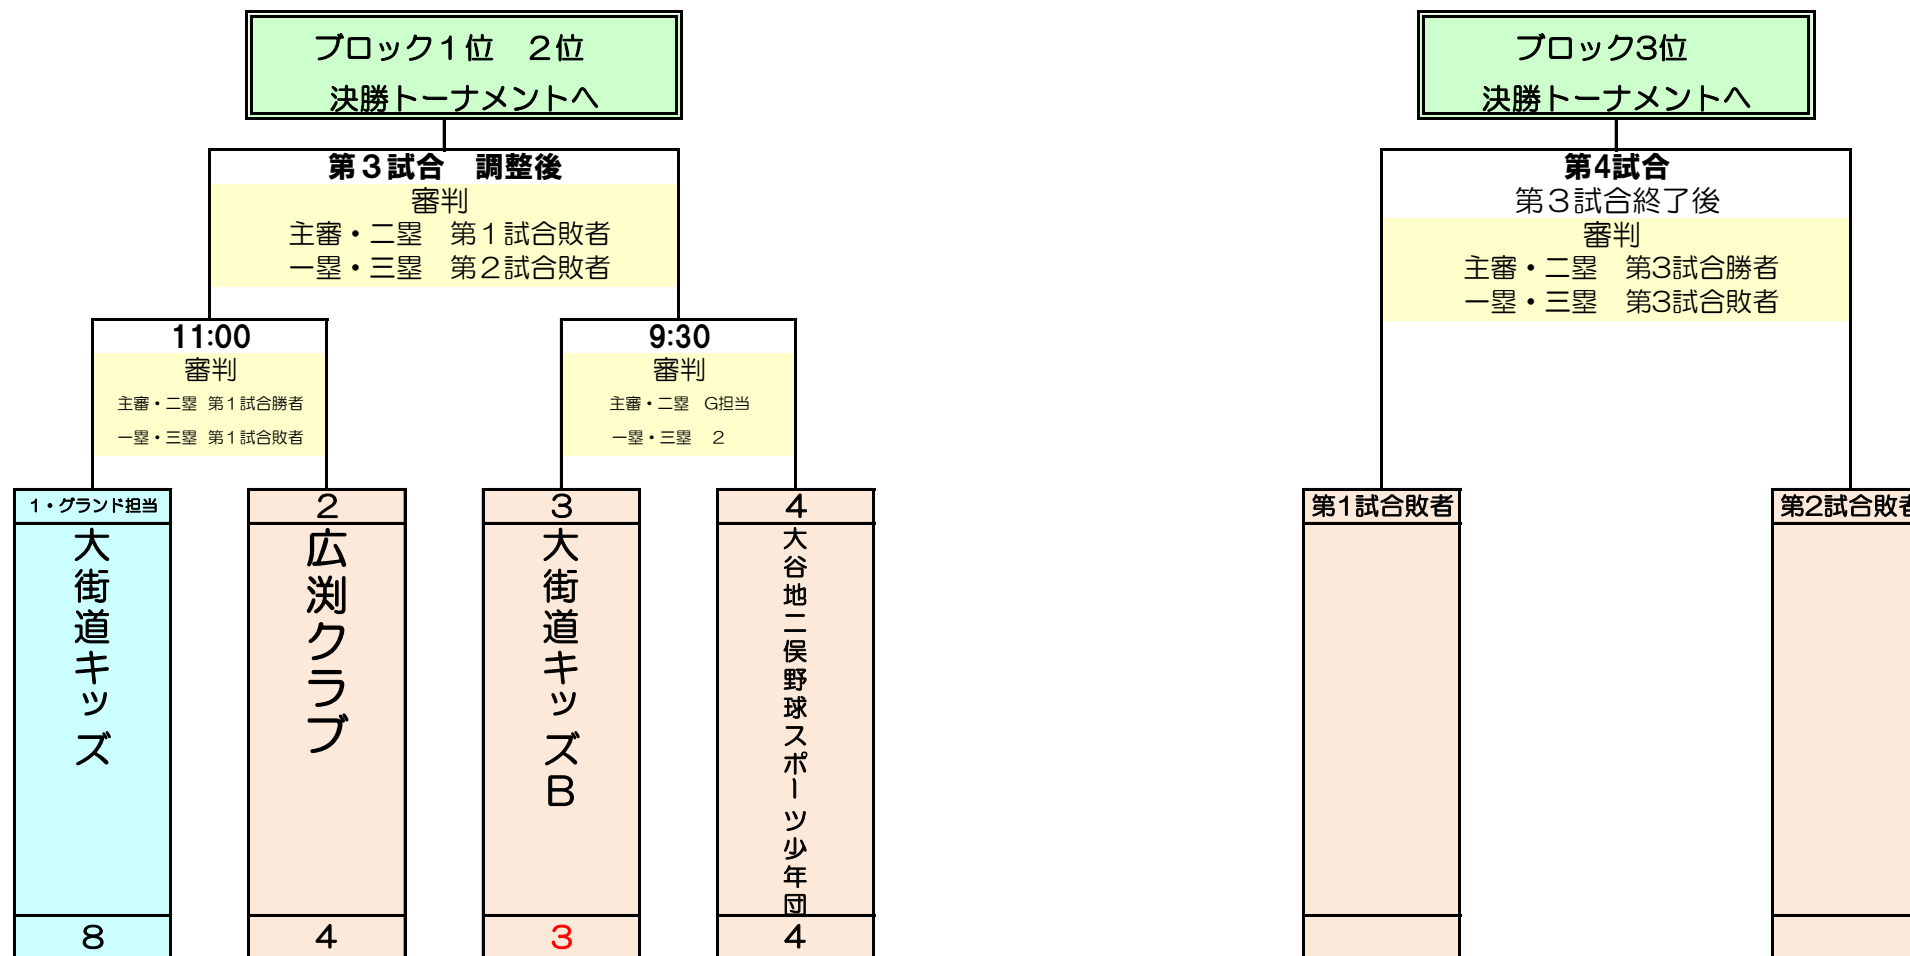 ブロック１位　２位
決勝トーナメントへ
第３試合　調整後
審判
主審・二塁　第１試合敗者
一塁・三塁　第２試合敗者
11:00
審判
主審・二塁 第１試合勝者
一塁・三塁 第１試合敗者
9:30
審判
主審・二塁　G担当
一塁・三塁　２
1・グランド担当
大街道キッズ
8
2
広渕クラブ
4
3
大街道キッズB
3
4
大谷地二俣野球スポーツ少年団
4
ブロック3位
決勝トーナメントへ
第4試合
第３試合終了後
審判
主審・二塁　第3試合勝者
一塁・三塁　第3試合敗者
第1試合敗者
第2試合敗者